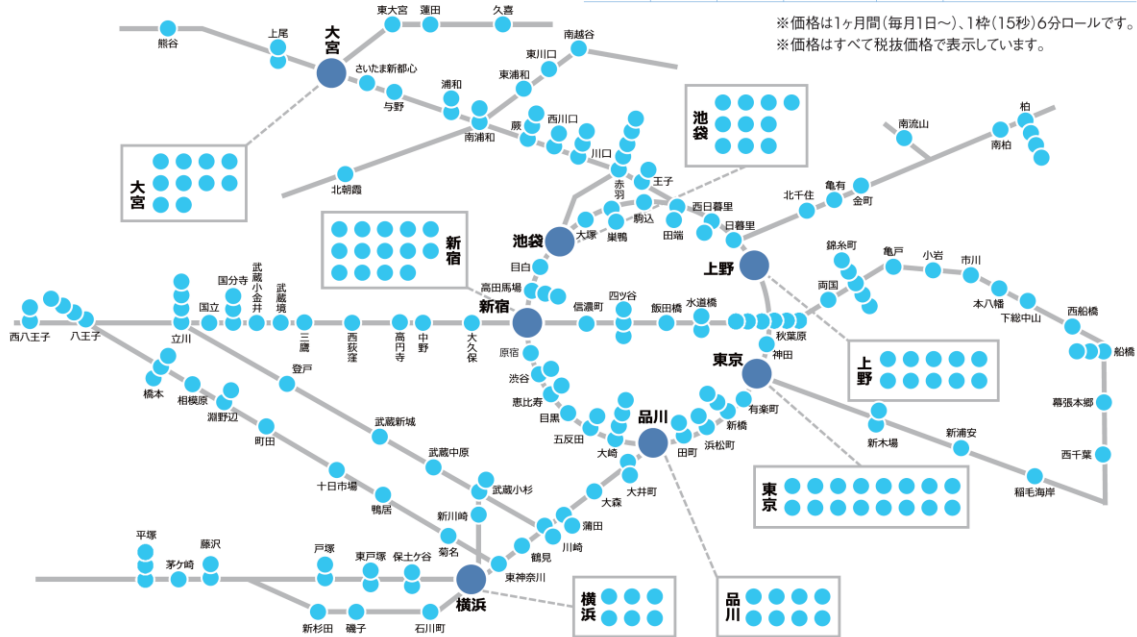 ※価格は1ヶ月間(毎月1日〜)、1枠(15秒)6分ロールです。
※価格はすべて税抜価格で表示しています。
熊谷
上尾
大宮
東大宮
蓮田
久喜
さいたま新都心
与野
浦和
南浦和
南越谷
東川口
東浦和
蕨
西川口
川口
赤羽
王子
北朝霞
大宮
池袋
南流山
南柏
柏
北千住
亀有
金町
駒込
西日暮里
日暮里
田端
巣鴨
大塚
池袋
上野
新宿
目白
高田馬場
新宿
信濃町
四ツ谷
飯田橋
水道橋
秋葉原
神田
両国
錦糸町
亀戸
小岩
市川
本八幡
下総中山
西船橋
船橋
幕張本郷
西千葉
西八王子
八王子
立川
国立
国分寺
武蔵小金井
武蔵境
三鷹
西荻窪
高円寺
中野
大久保
原宿
渋谷
恵比寿
目黒
五反田
大崎
品川
田町
浜松町
新橋
有楽町
東京
上野
新木場
新浦安
稲毛海岸
東京
橋本
相模原
淵野辺
町田
十日市場
鴨居
菊名
東神奈川
登戸
武蔵新城
武蔵中原
武蔵小杉
新川崎
大井町
大森
蒲田
川崎
鶴見
平塚
茅ケ崎
藤沢
戸塚
東戸塚
保土ケ谷
横浜
新杉田
磯子
石川町
横浜
品川